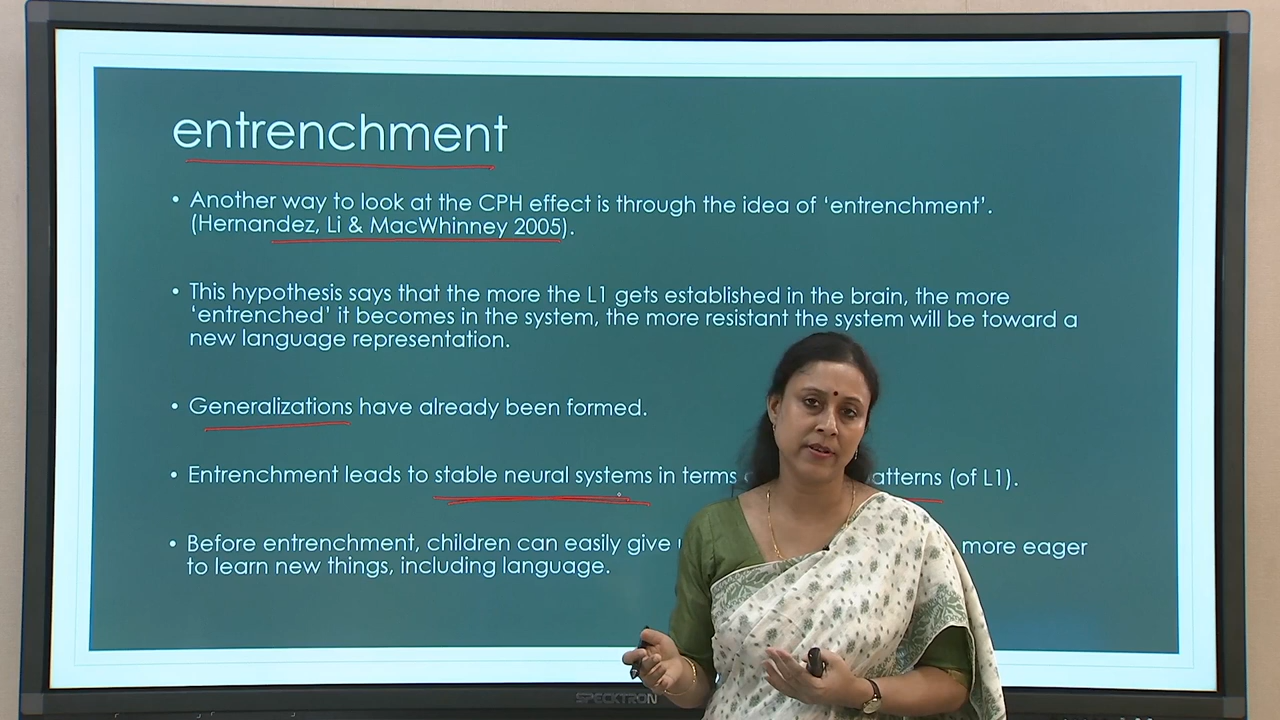 entrenchment
• Another way to look at the CPH effect is through the idea of ‘entrenchment’.
(Hernandez, Li & MacWhinney 2005).
• This hypothesis says that the more the L1 gets established in the brain, the more
‘entrenched’ it becomes in the system, the more resistant the system will be toward a
new language representation.
• Generalizations have already been formed.
• Entrenchment leads to stable neural systems in terms atterns (of L1).
• Before entrenchment, children can easily give more eager
to learn new things, including language.
SPECKTRON